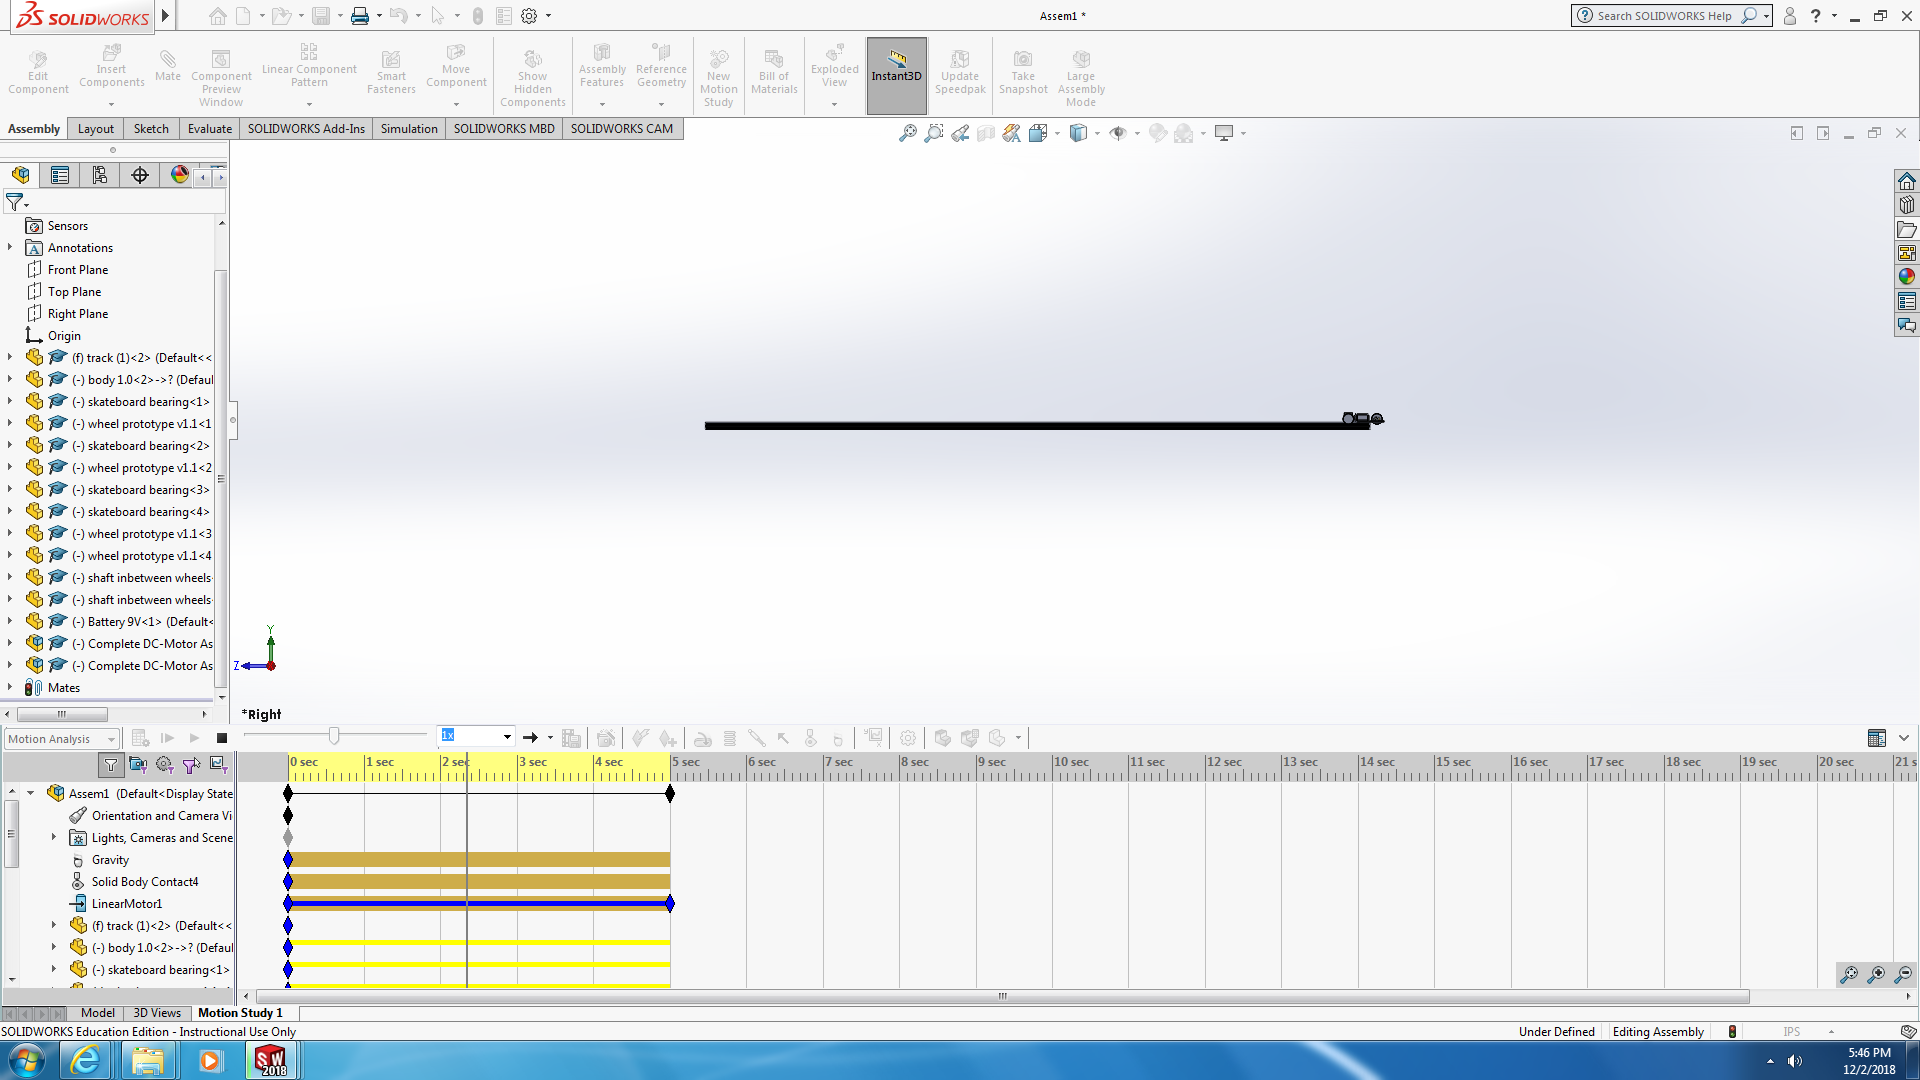 SOLIDWORKS
Assem1 *
Search SOLIDWORKS Help
Edit Component
Insert Components
Mate
Component Preview Window
Linear Component Pattern
Smart Fasteners
Move Component
Show Hidden Components
Assembly Features
Reference Geometry
New Motion Study
Bill of Materials
Exploded View
Instant3D
Update Speedpak
Take Snapshot
Large Assembly Mode
Assembly Layout Sketch Evaluate SOLIDWORKS Add-Ins Simulation SOLIDWORKS MBD SOLIDWORKS CAM
Sensors
Annotations
Front Plane
Top Plane
Right Plane
Origin
(f) track (1)<2> (Default<<
(-) body 1.0<2>->? (Defaul
(-) skateboard bearing<1>
(-) wheel prototype v1.1<1
(-) skateboard bearing<2>
(-) wheel prototype v1.1<2
(-) skateboard bearing<3>
(-) skateboard bearing<4>
(-) wheel prototype v1.1<3
(-) wheel prototype v1.1<4
(-) shaft inbetween wheels
(-) shaft inbetween wheels
(-) Battery 9V<1> (Default<
(-) Complete DC-Motor As
(-) Complete DC-Motor As
Mates
Y
Z
*Right
Motion Analysis
1x
0 sec 1 sec 2 sec 3 sec 4 sec 5 sec 6 sec 7 sec 8 sec 9 sec 10 sec 11 sec 12 sec 13 sec 14 sec 15 sec 16 sec 17 sec 18 sec 19 sec 20 sec 21 s
Assem1 (Default<Display State
Orientation and Camera Vi
Lights, Cameras and Scene
Gravity
Solid Body Contact4
LinearMotor1
(f) track (1)<2> (Default<<
(-) body 1.0<2>->? (Defaul
(-) skateboard bearing<1>
Model 3D Views Motion Study 1
SOLIDWORKS Education Edition - Instructional Use Only
Under Defined Editing Assembly IPS
SW 2018
5:46 PM
12/2/2018